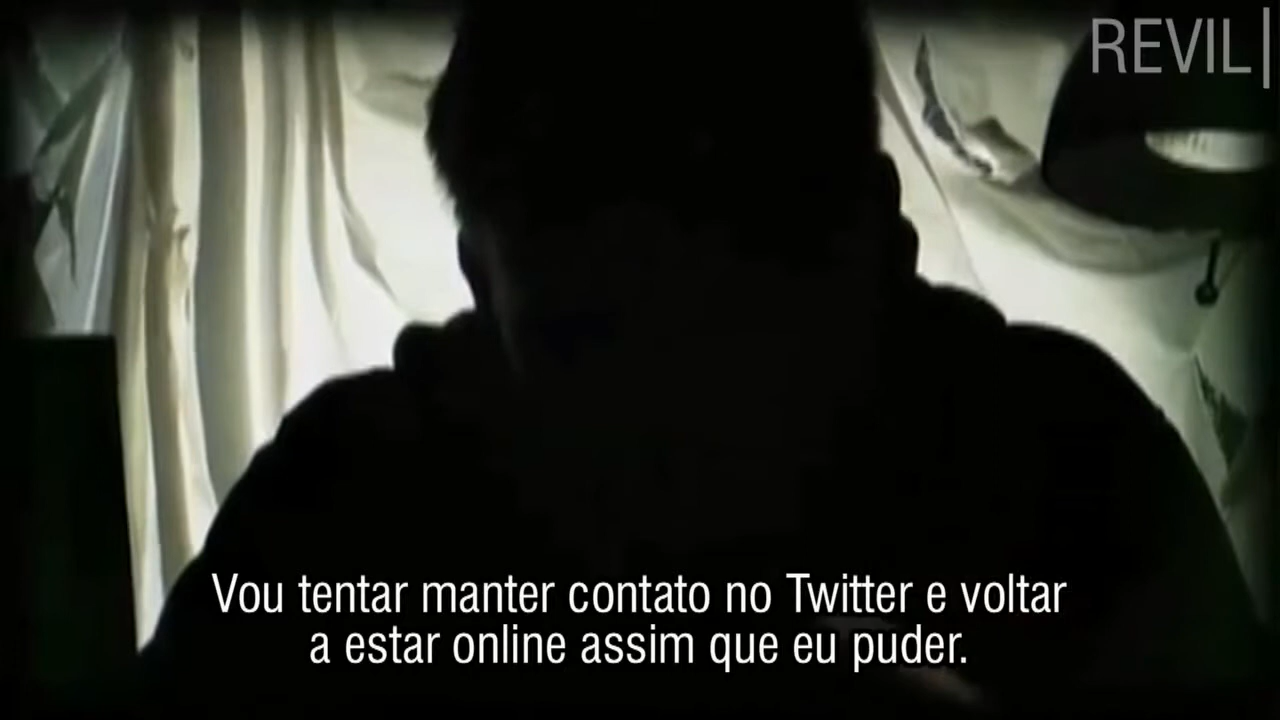 REVIL|
Vou tentar manter contato no Twitter e voltar
a estar online assim que eu puder.